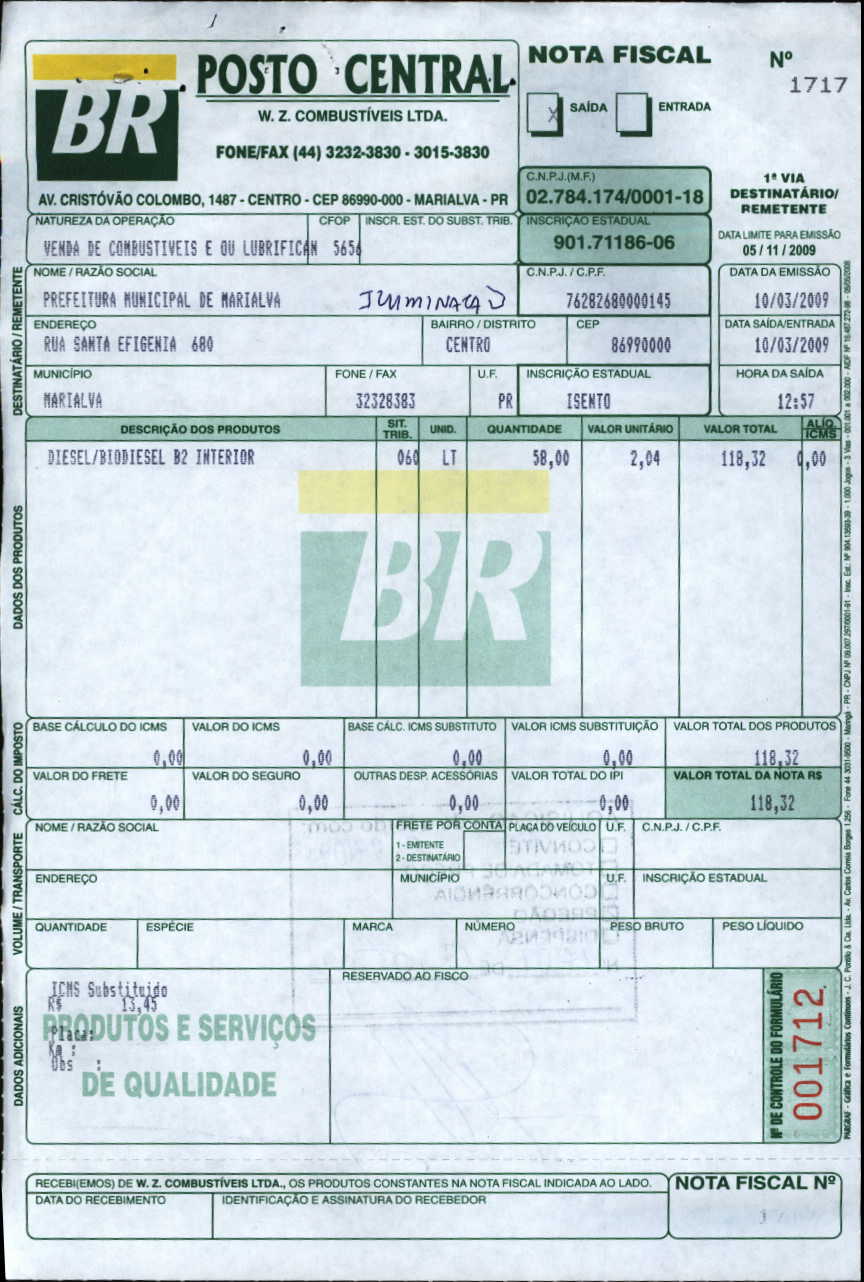 BR
POSTO CENTRAL
W. Z. COMBUSTÍVEIS LTDA.
FONE/FAX (44) 3232-3830 - 3015-3830
AV. CRISTÓVÃO COLOMBO, 1487 - CENTRO - CEP 86990-000 - MARIALVA - PR
NOTA FISCAL
Nº
1717
X SAÍDA ENTRADA
C.N.P.J.(M.F.)
02.784.174/0001-18
1ª VIA
DESTINATÁRIO/
REMETENTE
NATUREZA DA OPERAÇÃO CFOP INSCR. EST. DO SUBST. TRIB. INSCRIÇÃO ESTADUAL
VENDA DE COMBUSTIVEIS E OU LUBRIFICAN 5656 901.71186-06
DATA LIMITE PARA EMISSÃO
05 / 11 / 2009
DESTINATÁRIO / REMETENTE
NOME / RAZÃO SOCIAL C.N.P.J. / C.P.F. DATA DA EMISSÃO
PREFEITURA MUNICIPAL DE MARIALVA 76282680000145 10/03/2009
ENDEREÇO BAIRRO / DISTRITO CEP DATA SAÍDA/ENTRADA
RUA SANTA EFIGENIA 680 CENTRO 86990000 10/03/2009
MUNICÍPIO FONE / FAX U.F. INSCRIÇÃO ESTADUAL HORA DA SAÍDA
MARIALVA 32328383 PR ISENTO 12:57
DADOS DOS PRODUTOS
DESCRIÇÃO DOS PRODUTOS SIT. TRIB. UNID. QUANTIDADE VALOR UNITÁRIO VALOR TOTAL ALÍQ. ICMS
DIESEL/BIODIESEL B2 INTERIOR 060 LT 58,00 2,04 118,32 0,00
BR
CÁLC. DO IMPOSTO
BASE CÁLCULO DO ICMS VALOR DO ICMS BASE CÁLC. ICMS SUBSTITUTO VALOR ICMS SUBSTITUIÇÃO VALOR TOTAL DOS PRODUTOS
0,00 0,00 0,00 0,00 118,32
VALOR DO FRETE VALOR DO SEGURO OUTRAS DESP. ACESSÓRIAS VALOR TOTAL DO IPI VALOR TOTAL DA NOTA R$
0,00 0,00 0,00 0,00 118,32
VOLUME / TRANSPORTE
NOME / RAZÃO SOCIAL FRETE POR CONTA PLACA DO VEÍCULO U.F. C.N.P.J. / C.P.F.
1 - EMITENTE
2 - DESTINATÁRIO
ENDEREÇO MUNICÍPIO U.F. INSCRIÇÃO ESTADUAL
QUANTIDADE ESPÉCIE MARCA NÚMERO PESO BRUTO PESO LÍQUIDO
DADOS ADICIONAIS
ICMS Substituido
R$ 13,45
Placa:
Km :
Obs :
PRODUTOS E SERVIÇOS
DE QUALIDADE
RESERVADO AO FISCO
Nº DE CONTROLE DO FORMULÁRIO
001712
RECEBI(EMOS) DE W. Z. COMBUSTÍVEIS LTDA., OS PRODUTOS CONSTANTES NA NOTA FISCAL INDICADA AO LADO.
DATA DO RECEBIMENTO IDENTIFICAÇÃO E ASSINATURA DO RECEBEDOR
NOTA FISCAL Nº